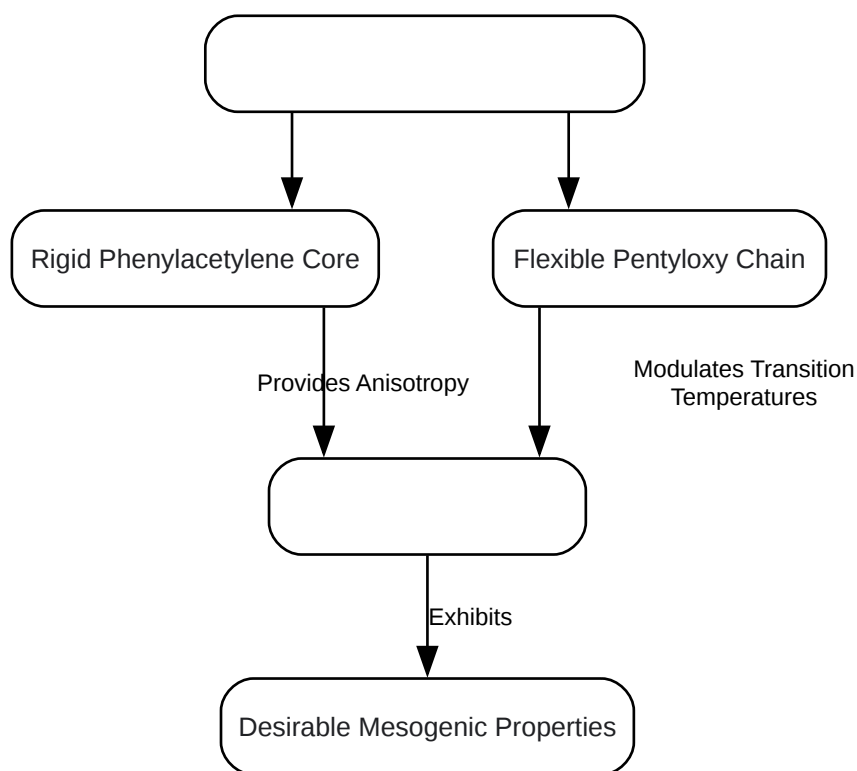 Rigid Phenylacetylene Core
Flexible Pentyloxy Chain
Provides Anisotropy
Modulates Transition
Temperatures
Exhibits
Desirable Mesogenic Properties